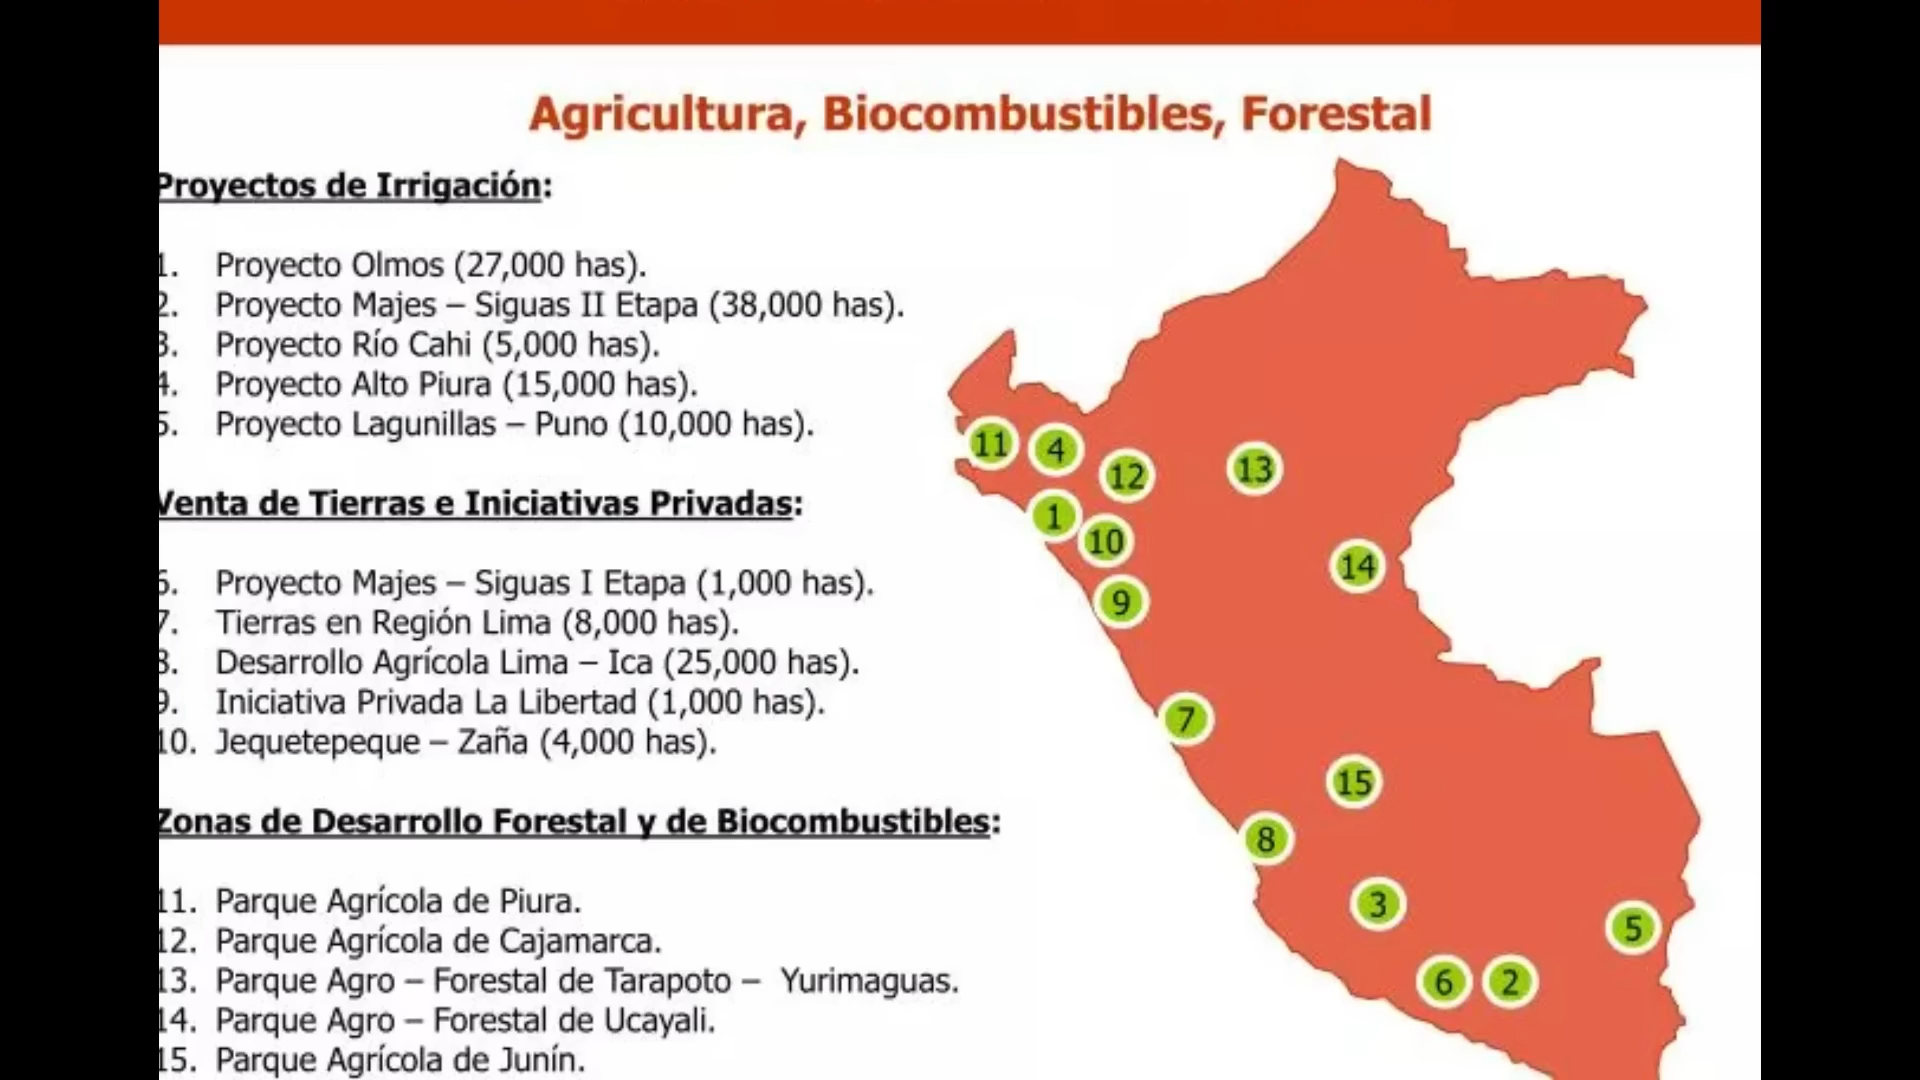 Agricultura, Biocombustibles, Forestal
Proyectos de Irrigación:
1. Proyecto Olmos (27,000 has).
2. Proyecto Majes – Siguas II Etapa (38,000 has).
3. Proyecto Río Cahi (5,000 has).
4. Proyecto Alto Piura (15,000 has).
5. Proyecto Lagunillas – Puno (10,000 has).
Venta de Tierras e Iniciativas Privadas:
6. Proyecto Majes – Siguas I Etapa (1,000 has).
7. Tierras en Región Lima (8,000 has).
8. Desarrollo Agrícola Lima – Ica (25,000 has).
9. Iniciativa Privada La Libertad (1,000 has).
10. Jequetepeque – Zaña (4,000 has).
Zonas de Desarrollo Forestal y de Biocombustibles:
11. Parque Agrícola de Piura.
12. Parque Agrícola de Cajamarca.
13. Parque Agro – Forestal de Tarapoto – Yurimaguas.
14. Parque Agro – Forestal de Ucayali.
15. Parque Agrícola de Junín.
11
4
12
13
1
10
14
9
7
15
8
3
5
6
2